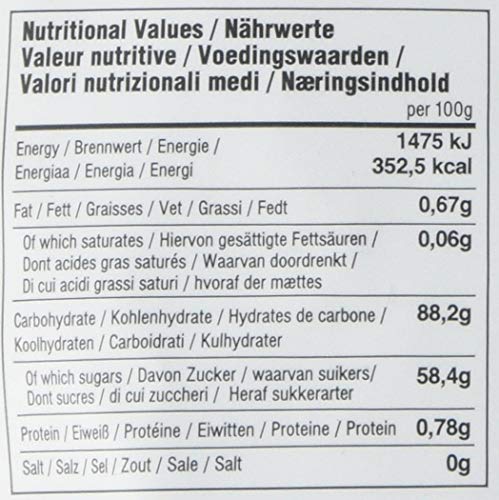 Nutritional Values / Nährwerte
Valeur nutritive / Voedingswaarden /
Valori nutrizionali medi / Næringsindhold
per 100g
Energy / Brennwert / Energie / 1475 kJ
Energiaa / Energia / Energi 352,5 kcal
Fat / Fett / Graisses / Vet / Grassi / Fedt 0,67g
Of which saturates / Hiervon gesättigte Fettsäuren / 0,06g
Dont acides gras saturés / Waarvan doordrenkt /
Di cui acidi grassi saturi / hvoraf der mættes
Carbohydrate / Kohlenhydrate / Hydrates de carbone / 88,2g
Koolhydraten / Carboidrati / Kulhydrater
Of which sugars / Davon Zucker / waarvan suikers/ 58,4g
Dont sucres / di cui zuccheri / Heraf sukkerarter
Protein / Eiweiß / Protéine / Eiwitten / Proteine / Protein 0,78g
Salt / Salz / Sel / Zout / Sale / Salt 0g